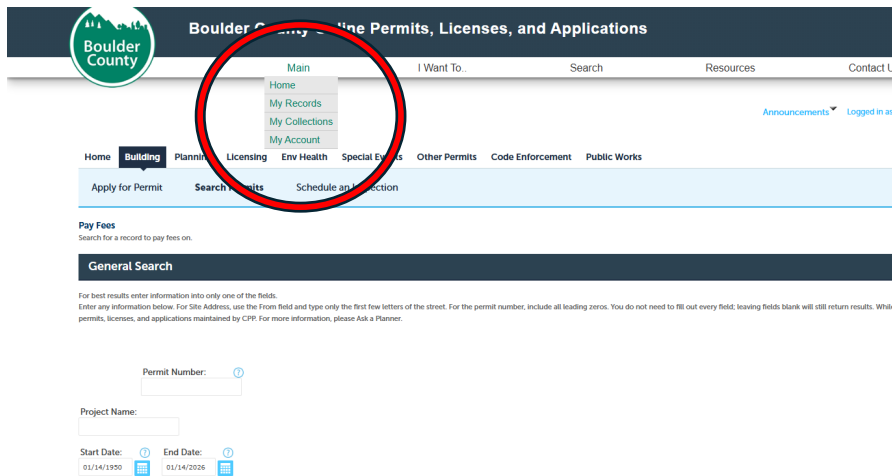 Boulder County Online Permits, Licenses, and Applications
Boulder
County
Main I Want To.. Search Resources Contact U
Home
My Records
My Collections
My Account
Announcements Logged in as
Home Building Planning Licensing Env Health Special Events Other Permits Code Enforcement Public Works
Apply for Permit Search Permits Schedule an Inspection
Pay Fees
Search for a record to pay fees on.
General Search
For best results enter information into only one of the fields.
Enter any information below. For Site Address, use the From field and type only the first few letters of the street. For the permit number, include all leading zeros. You do not need to fill out every field; leaving fields blank will still return results. While
permits, licenses, and applications maintained by CPP. For more information, please Ask a Planner.
Permit Number: ?
Project Name:
Start Date: ? End Date: ?
01/14/1950 01/14/2026